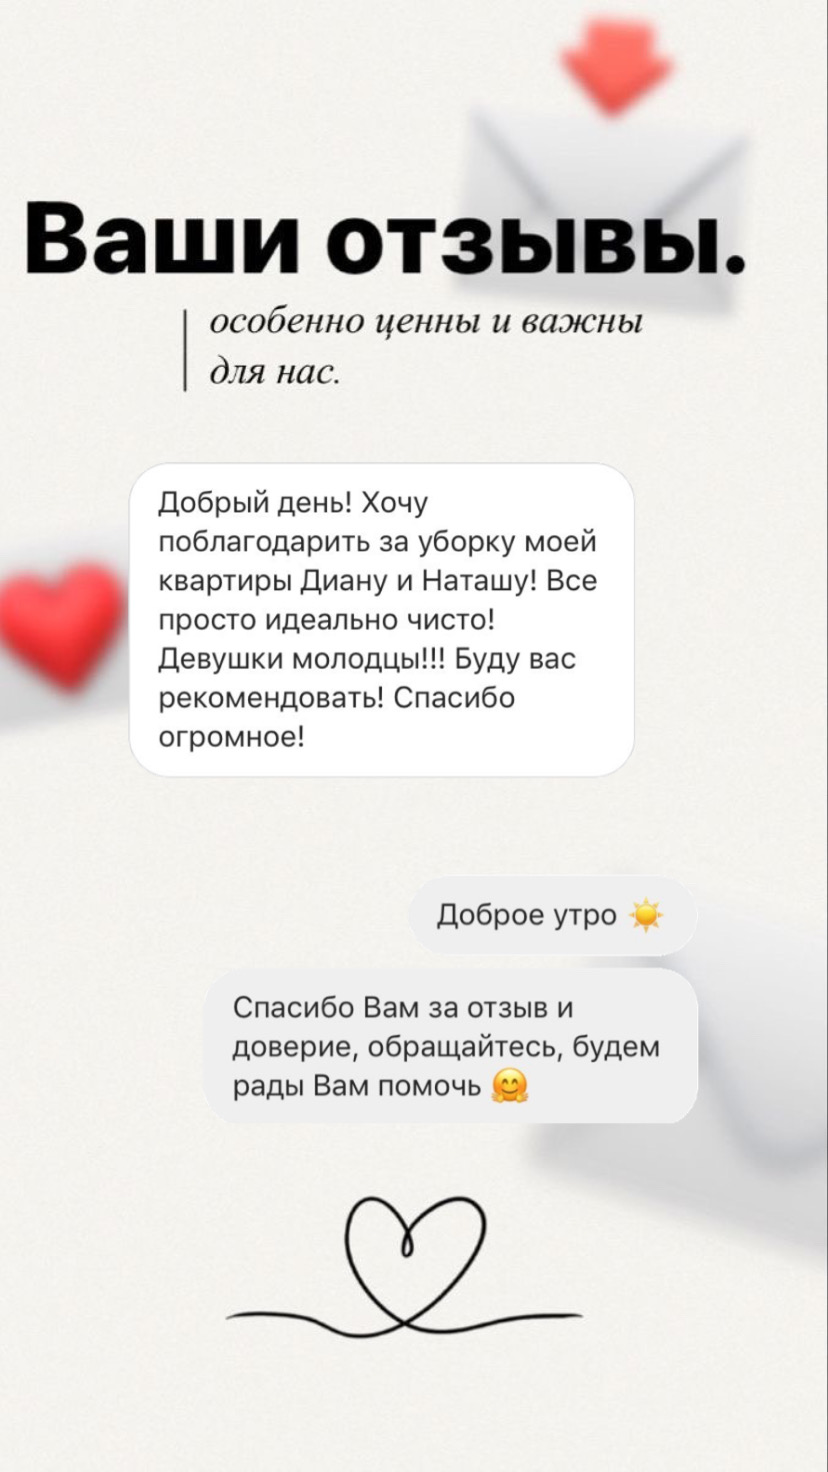 Ваши отзывы.
особенно ценны и важны
для нас.
Добрый день! Хочу
поблагодарить за уборку моей
квартиры Диану и Наташу! Все
просто идеально чисто!
Девушки молодцы!!! Буду вас
рекомендовать! Спасибо
огромное!
Доброе утро ☀️
Спасибо Вам за отзыв и
доверие, обращайтесь, будем
рады Вам помочь 🤗